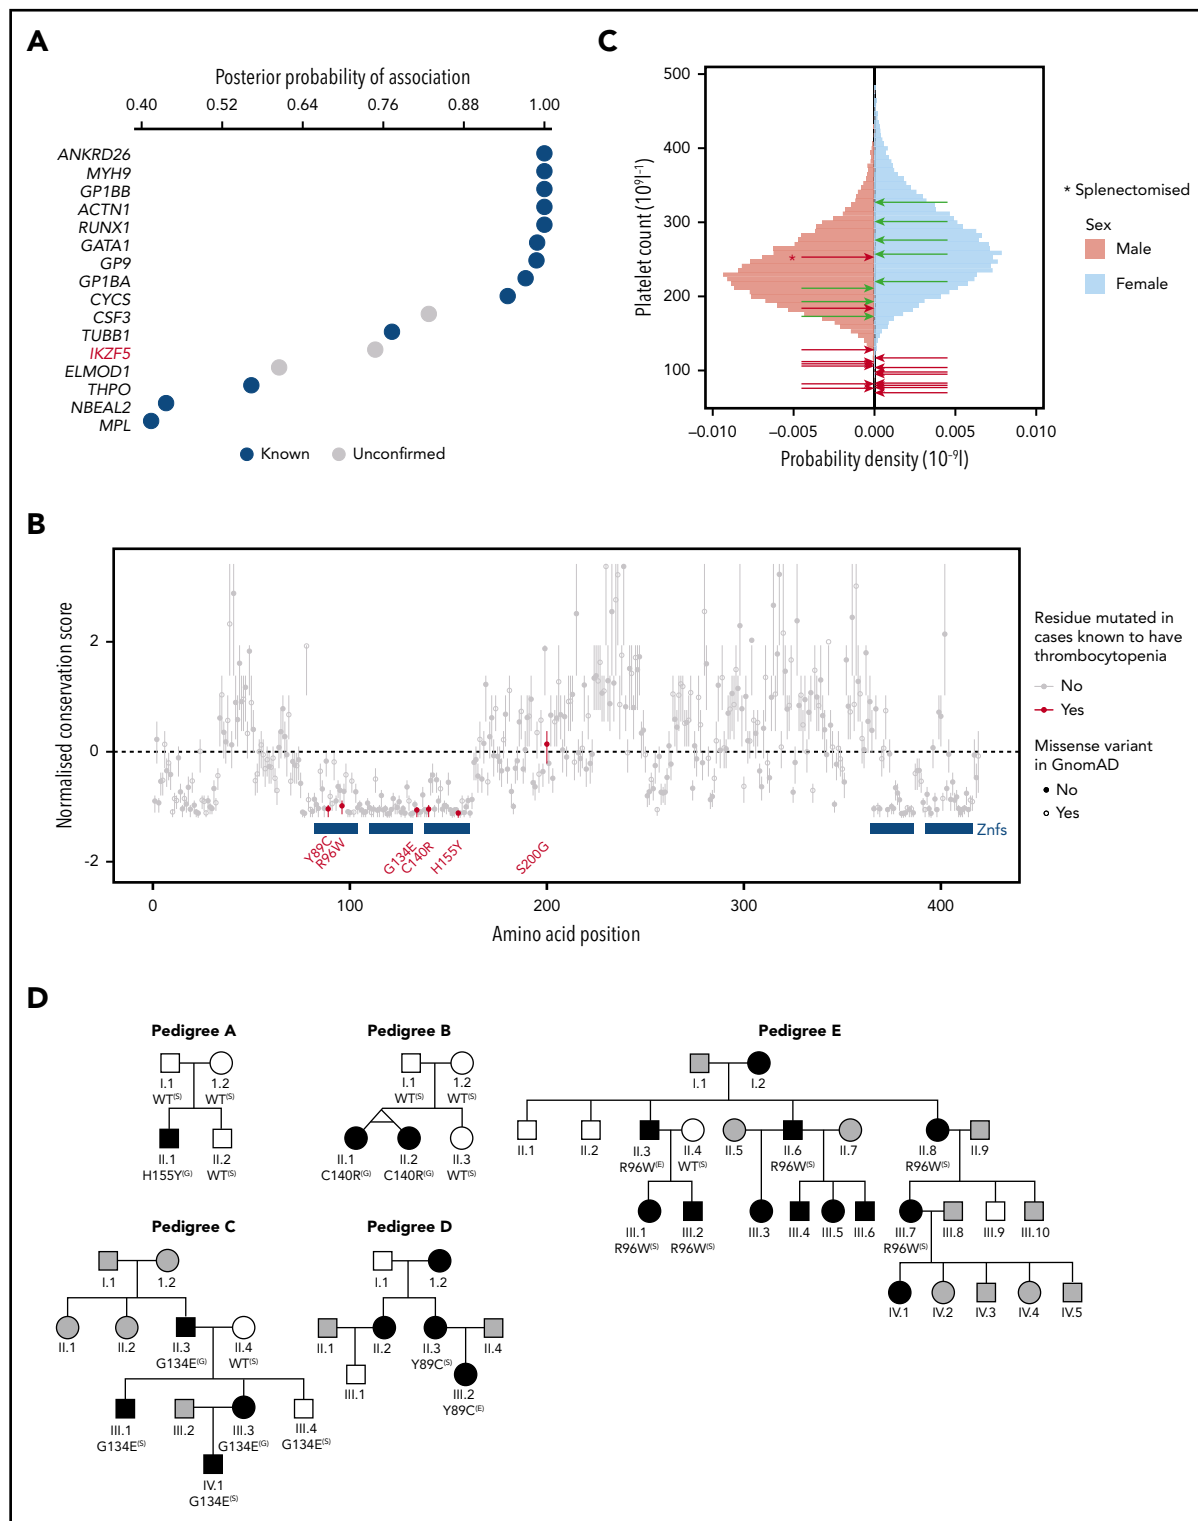 A
Posterior probability of association
0.40 0.52 0.64 0.76 0.88 1.00
ANKRD26
MYH9
GP1BB
ACTN1
RUNX1
GATA1
GP9
GP1BA
CYCS
CSF3
TUBB1
IKZF5
ELMOD1
THPO
NBEAL2
MPL
Known Unconfirmed
C
Platelet count (10⁹l⁻¹)
500
400
300
200
100
*
−0.010 −0.005 0.000 0.005 0.010
Probability density (10⁻⁹l)
* Splenectomised
Sex
Male
Female
B
Normalised conservation score
2
0
-2
Y89C
R96W
G134E
C140R
H155Y
S200G
Znfs
0 100 200 300 400
Amino acid position
Residue mutated in
cases known to have
thrombocytopenia
No
Yes
Missense variant
in GnomAD
No
Yes
D
Pedigree A
I.1 1.2
WT(S) WT(S)
II.1 II.2
H155Y(G) WT(S)
Pedigree B
I.1 1.2
WT(S) WT(S)
II.1 II.2 II.3
C140R(G) C140R(G) WT(S)
Pedigree E
I.1 I.2
II.1 II.2 II.3 II.4 II.5 II.6 II.7 II.8 II.9
R96W(E) WT(S) R96W(S) R96W(S)
III.1 III.2 III.3 III.4 III.5 III.6 III.7 III.8 III.9 III.10
R96W(S) R96W(S) R96W(S)
IV.1 IV.2 IV.3 IV.4 IV.5
Pedigree C
I.1 1.2
II.1 II.2 II.3 II.4
G134E(G) WT(S)
III.1 III.2 III.3 III.4
G134E(S) G134E(G) G134E(S)
IV.1
G134E(S)
Pedigree D
I.1 1.2
II.1 II.2 II.3 II.4
Y89C(S)
III.1 III.2
Y89C(E)